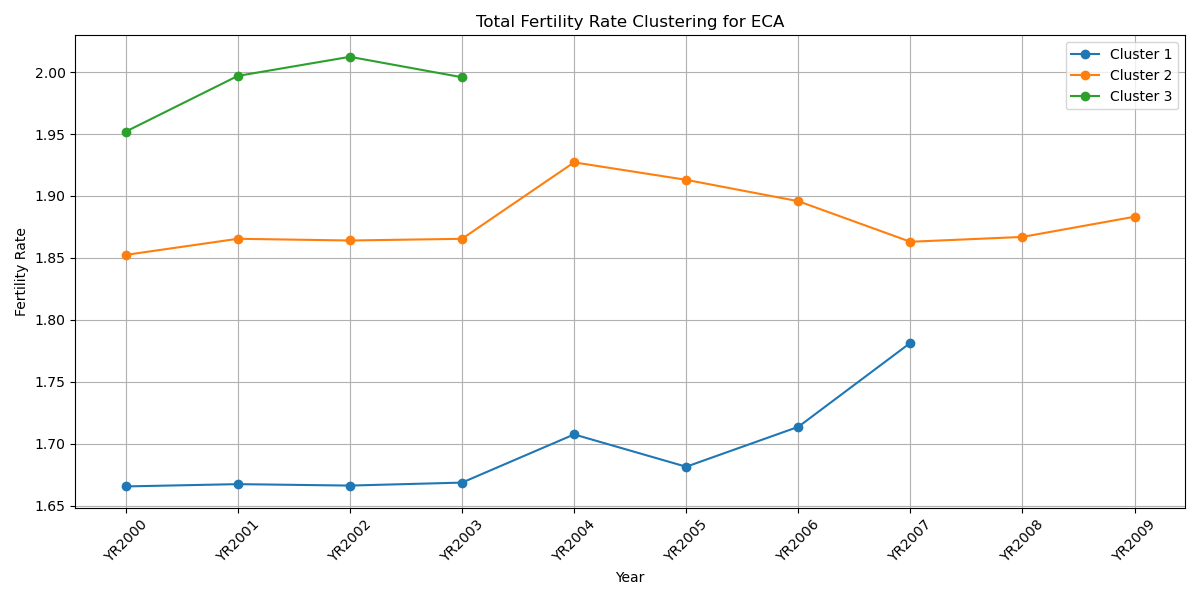 Total Fertility Rate Clustering for ECA
Cluster 1
Cluster 2
Cluster 3
Fertility Rate
2.00
1.95
1.90
1.85
1.80
1.75
1.70
1.65
YR2000
YR2001
YR2002
YR2003
YR2004
YR2005
YR2006
YR2007
YR2008
YR2009
Year